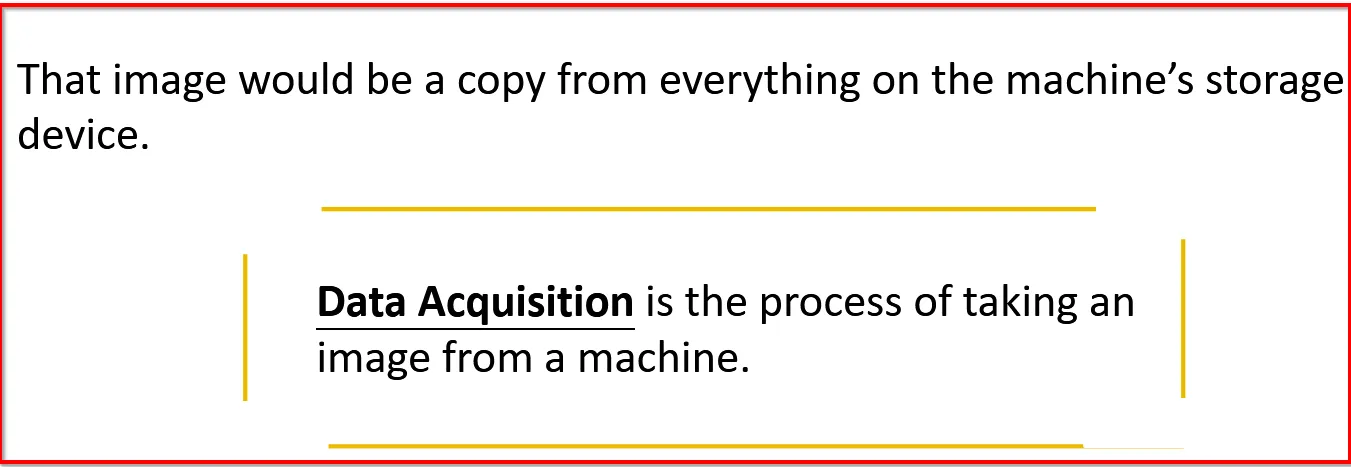 That image would be a copy from everything on the machine’s storage
device.
Data Acquisition is the process of taking an
image from a machine.